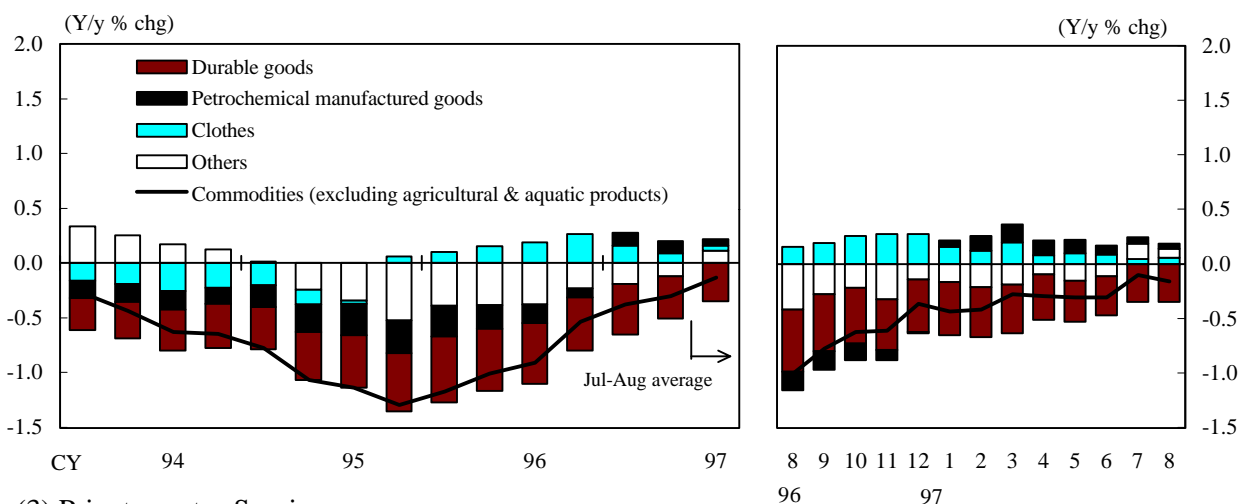 (Y/y % chg)
2.0
1.5
1.0
0.5
0.0
-0.5
-1.0
-1.5
Durable goods
Petrochemical manufactured goods
Clothes
Others
Commodities (excluding agricultural & aquatic products)
Jul-Aug average
CY 94 95 96 97
(Y/y % chg)
2.0
1.5
1.0
0.5
0.0
-0.5
-1.0
-1.5
8 9 10 11 12 1 2 3 4 5 6 7 8
96 97